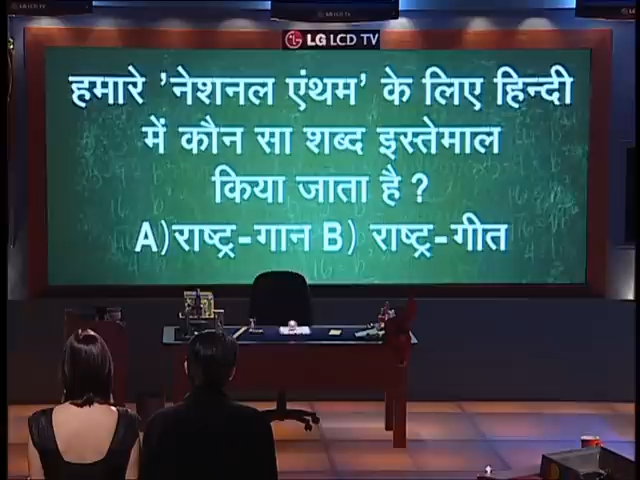 LG LCD TV
हमारे 'नेशनल एंथम' के लिए हिन्दी
में कौन सा शब्द इस्तेमाल
किया जाता है ?
A)राष्ट्र-गान B) राष्ट्र-गीत